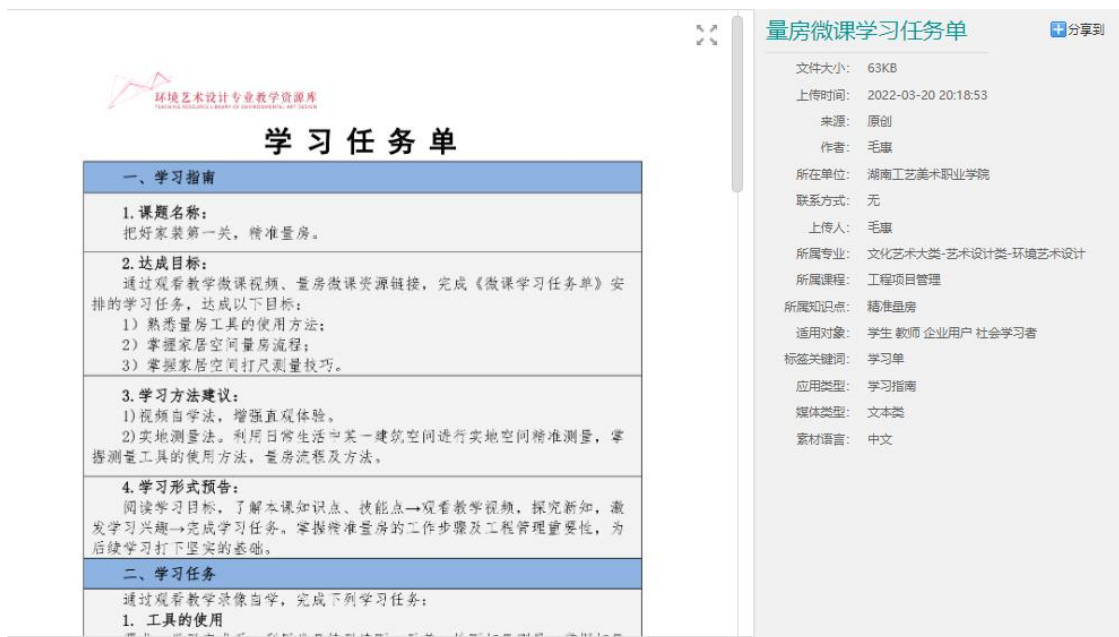 环境艺术设计专业教学资源库
TEACHING RESOURCE LIBRARY OF ENVIRONMENTAL ART DESIGN
学习任务单
一、学习指南
1.课题名称：
把好家装第一关，精准量房。
2.达成目标：
通过观看教学微课视频、量房微课资源链接，完成《微课学习任务单》安
排的学习任务，达成以下目标：
1）熟悉量房工具的使用方法；
2）掌握家居空间量房流程；
3）掌握家居空间打尺测量技巧。
3.学习方法建议：
1)视频自学法，增强直观体验。
2)实地测量法。利用日常生活中某一建筑空间进行实地空间精准测量，掌
握测量工具的使用方法，量房流程及方法。
4.学习形式预告：
阅读学习目标，了解本课知识点、技能点→观看教学视频，探究新知，激
发学习兴趣→完成学习任务。掌握精准量房的工作步骤及工程管理重要性，为
后续学习打下坚实的基础。
二、学习任务
通过观看教学录像自学，完成下列学习任务：
1. 工具的使用
量房微课学习任务单
分享到
文件大小： 63KB
上传时间： 2022-03-20 20:18:53
来源： 原创
作者： 毛惠
所在单位： 湖南工艺美术职业学院
联系方式： 无
上传人： 毛惠
所属专业： 文化艺术大类-艺术设计类-环境艺术设计
所属课程： 工程项目管理
所属知识点： 精准量房
适用对象： 学生 教师 企业用户 社会学习者
标签关键词： 学习单
应用类型： 学习指南
媒体类型： 文本类
素材语言： 中文